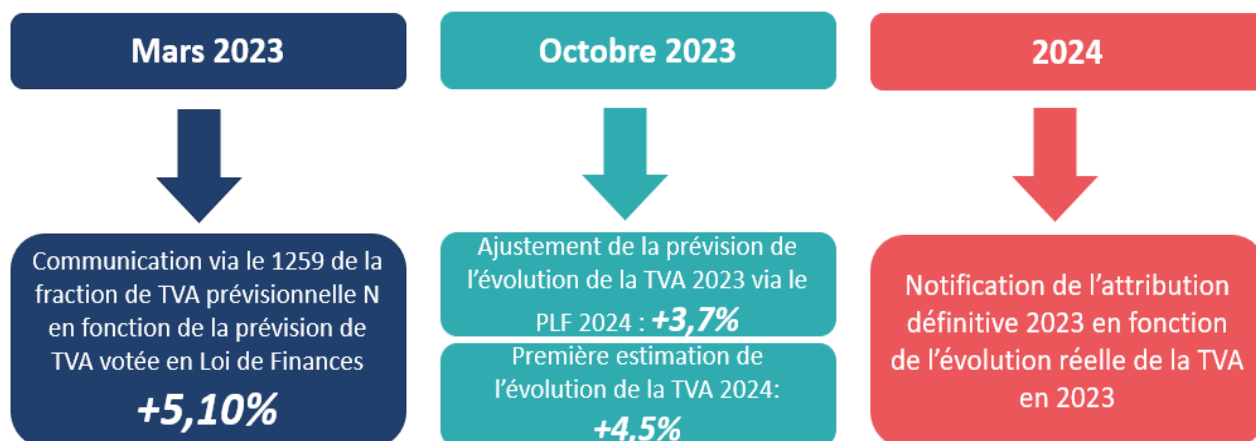 Mars 2023
Communication via le 1259 de la
fraction de TVA prévisionnelle N
en fonction de la prévision de
TVA votée en Loi de Finances
+5,10%
Octobre 2023
Ajustement de la prévision de
l'évolution de la TVA 2023 via le
PLF 2024 : +3,7%
Première estimation de
l'évolution de la TVA 2024:
+4,5%
2024
Notification de l'attribution
définitive 2023 en fonction
de l'évolution réelle de la TVA
en 2023